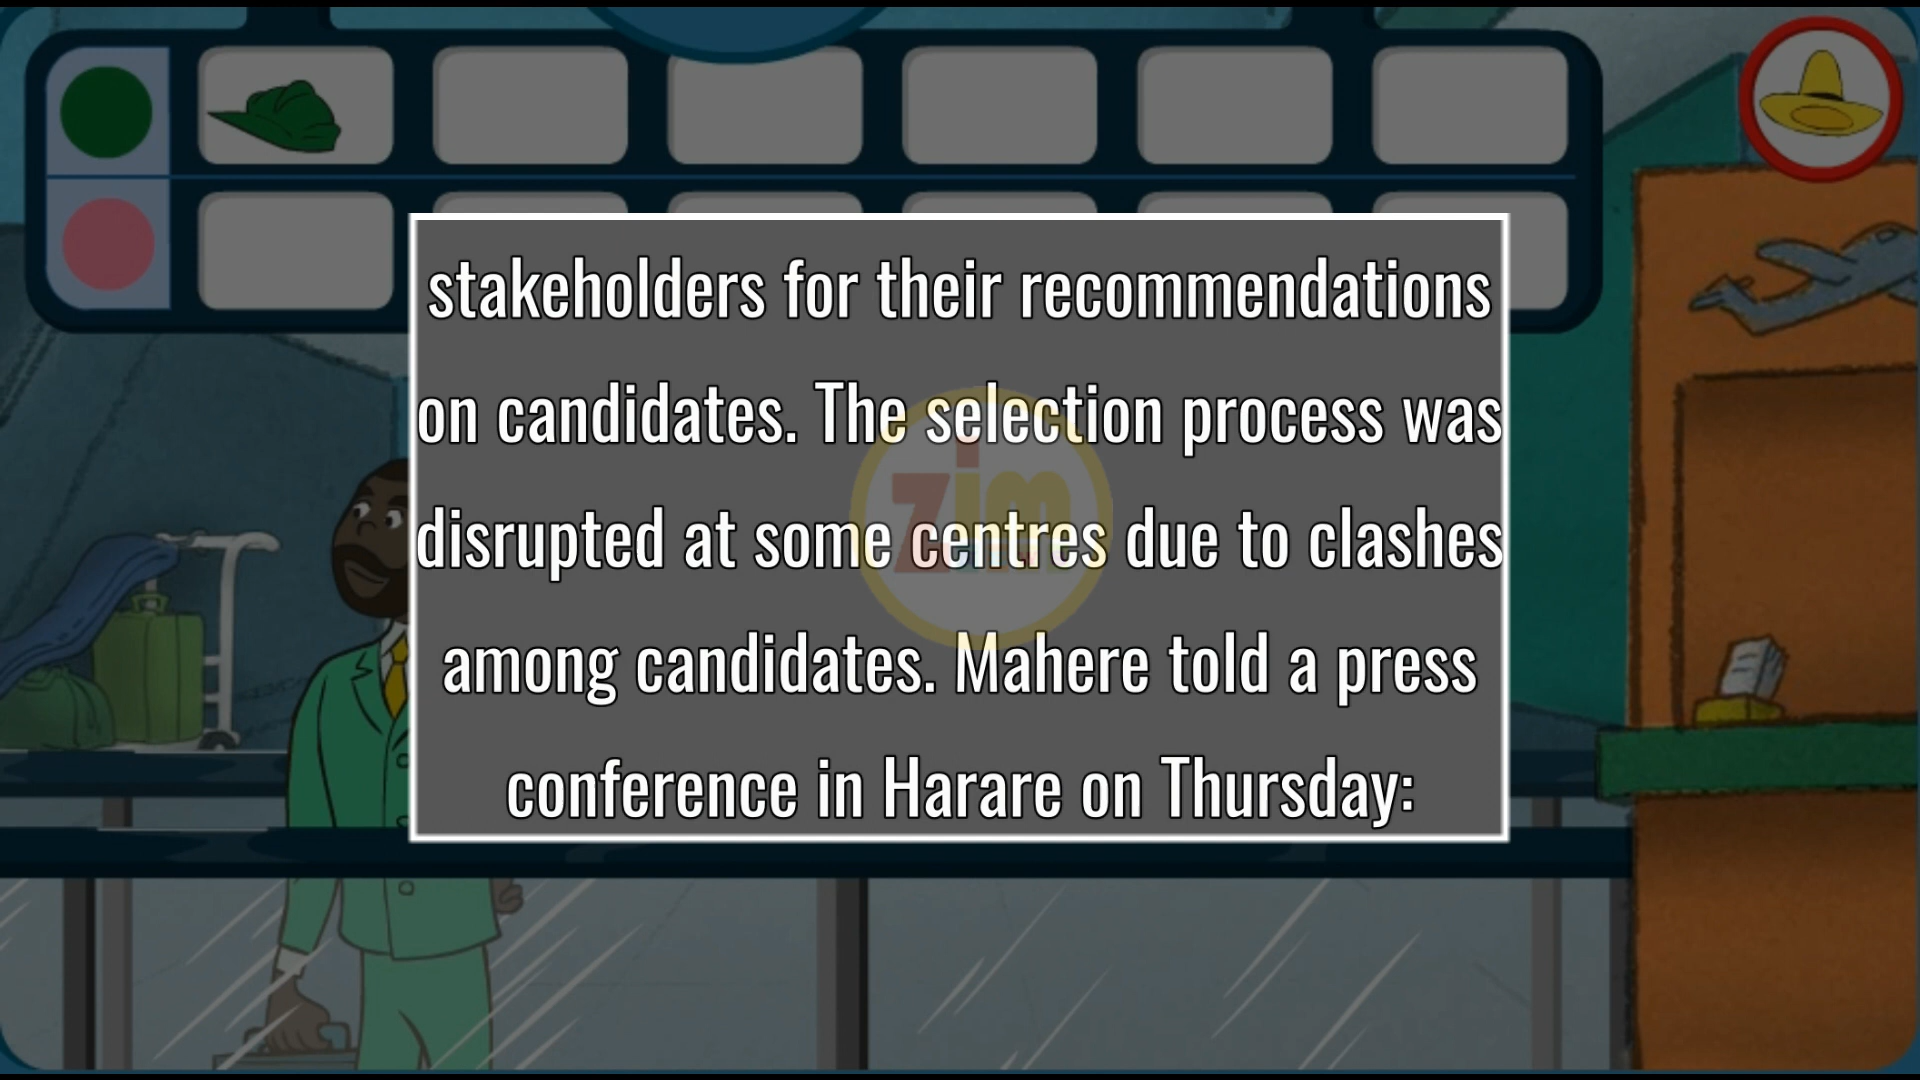 stakeholders for their recommendations
on candidates. The selection process was
disrupted at some centres due to clashes
among candidates. Mahere told a press
conference in Harare on Thursday:
zim